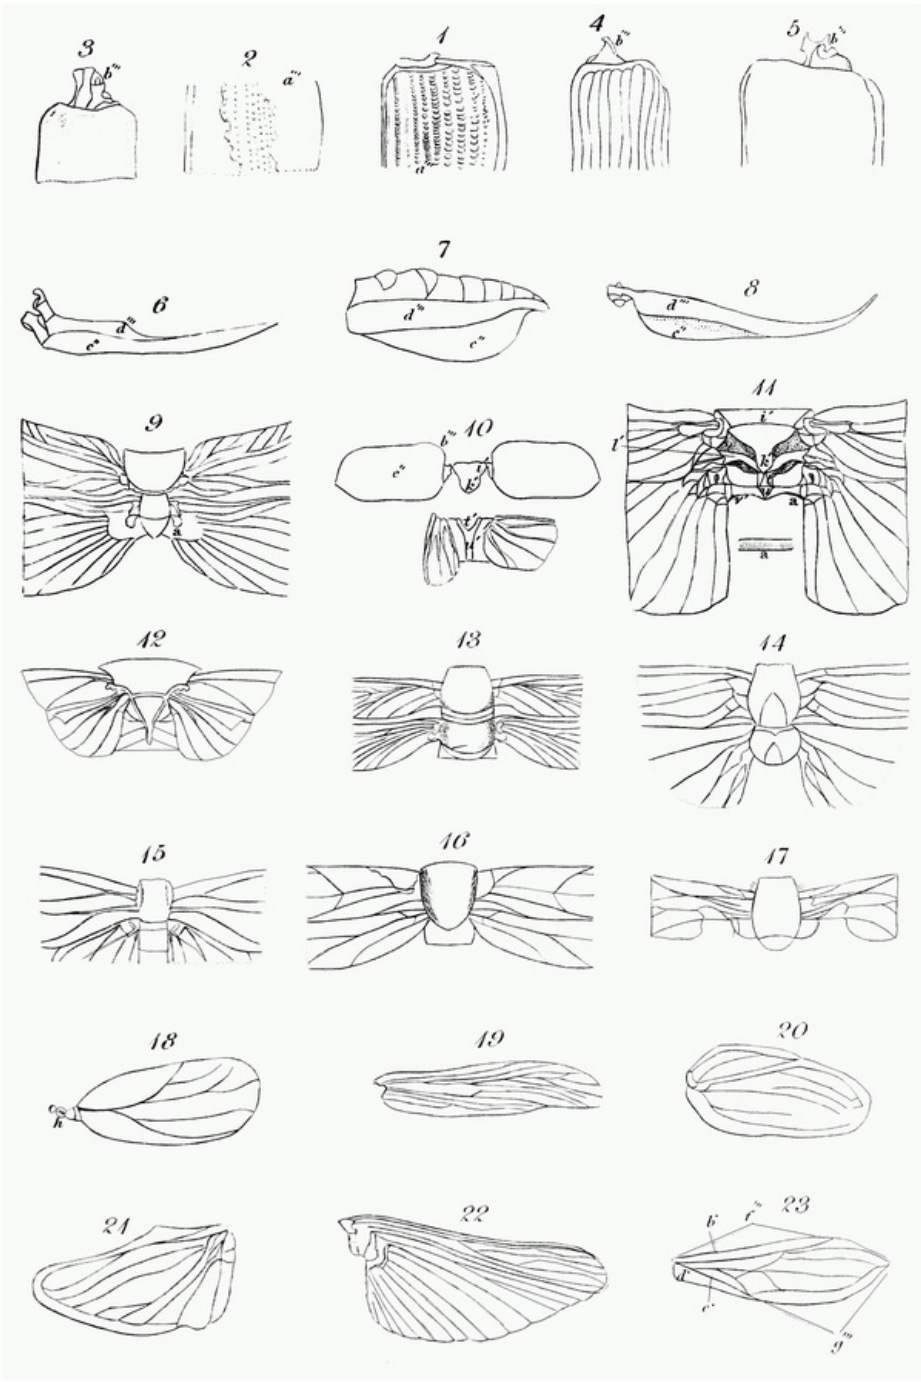 3 2 1 4 5
b''' a''' b''' b'''
a'''
7
6 8
d''' d''' d'''
c'' c'' c''
9 10 11
b'' i'
c'' i' l'
k' k'
a t' v' a
u' a
12 13 14
15 16 17
18 19 20
h
21 22 23
b' f'''
d'
c'
g'''